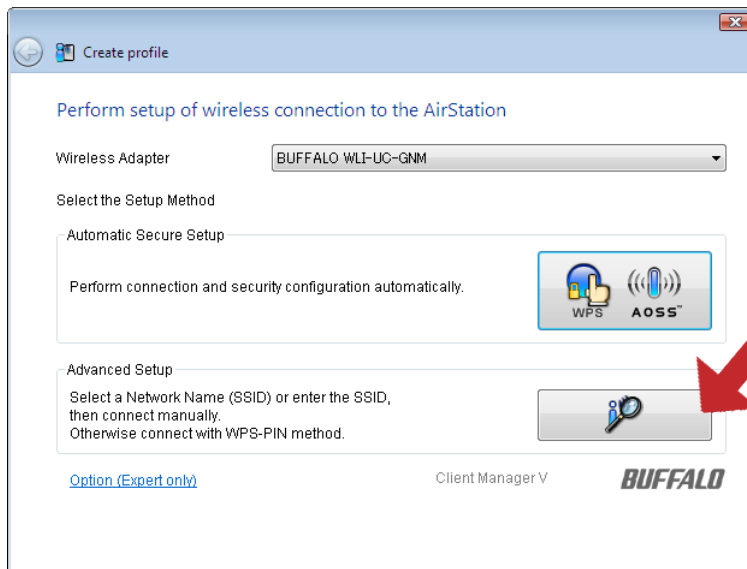 Create profile
Perform setup of wireless connection to the AirStation
Wireless Adapter
BUFFALO WLI-UC-GNM
Select the Setup Method
Automatic Secure Setup
Perform connection and security configuration automatically.
WPS
AOSS™
Advanced Setup
Select a Network Name (SSID) or enter the SSID,
then connect manually.
Otherwise connect with WPS-PIN method.
Option (Expert only)
Client Manager V
BUFFALO